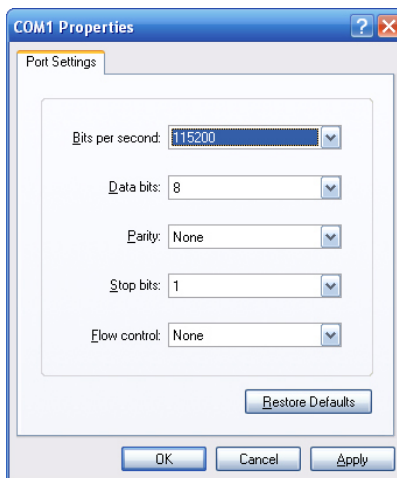 COM1 Properties
Port Settings
Bits per second: 115200
Data bits: 8
Parity: None
Stop bits: 1
Flow control: None
Restore Defaults
OK Cancel Apply